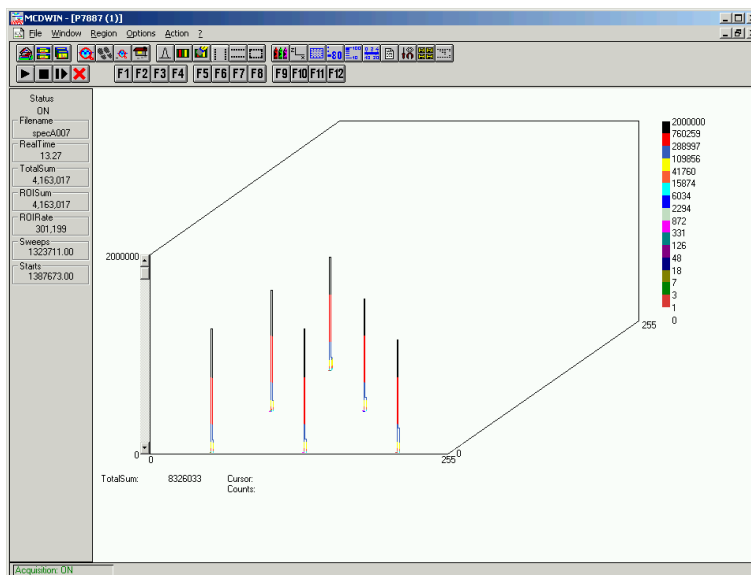 MCDWIN - [P7887 (1)]
File Window Region Options Action ?
F1 F2 F3 F4 F5 F6 F7 F8 F9 F10 F11 F12
Status
ON
Filename
specA007
RealTime
13.27
TotalSum
4,163,017
ROISum
4,163,017
ROIRate
301,199
Sweeps
1323711.00
Starts
1387673.00
2000000
0
0
255
0
255
2000000
760259
288997
109856
41760
15874
6034
2294
872
331
126
48
18
7
3
1
0
TotalSum: 8326033 Cursor:
Counts:
Acquisition: ON